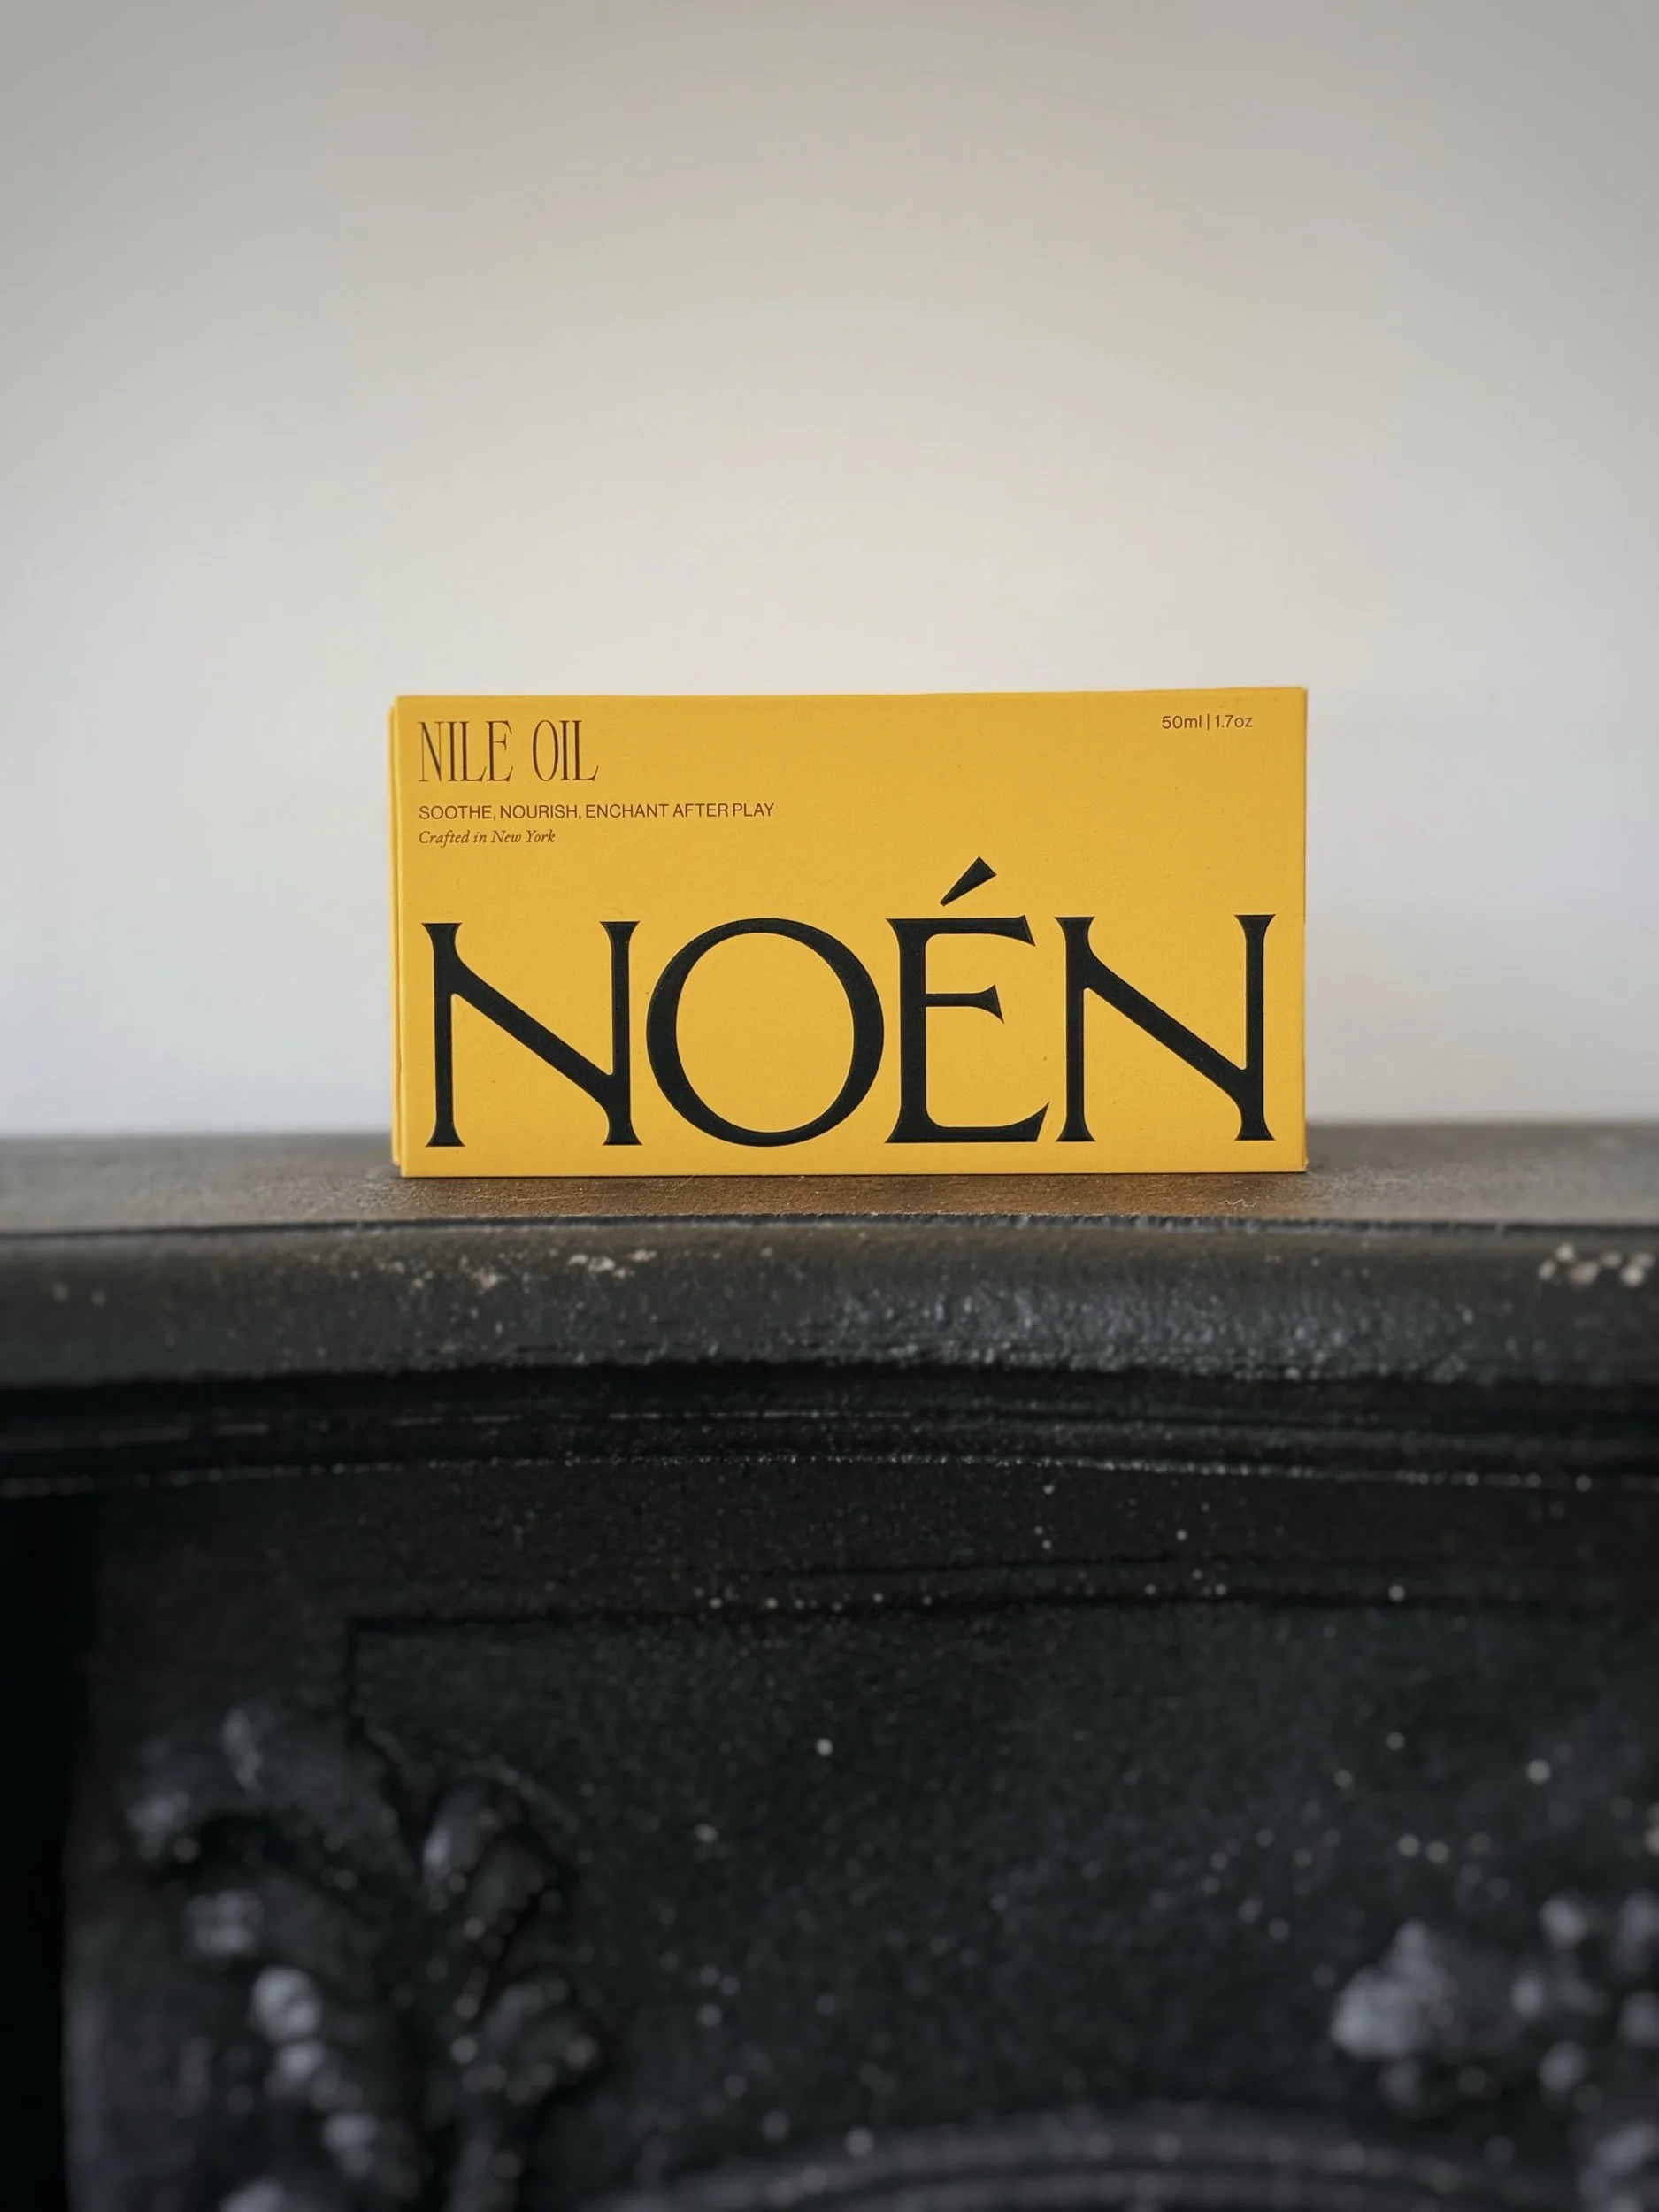 NILE OIL
50ml | 1.7oz
SOOTHE, NOURISH, ENCHANT AFTER PLAY
Crafted in New York
NOÉN